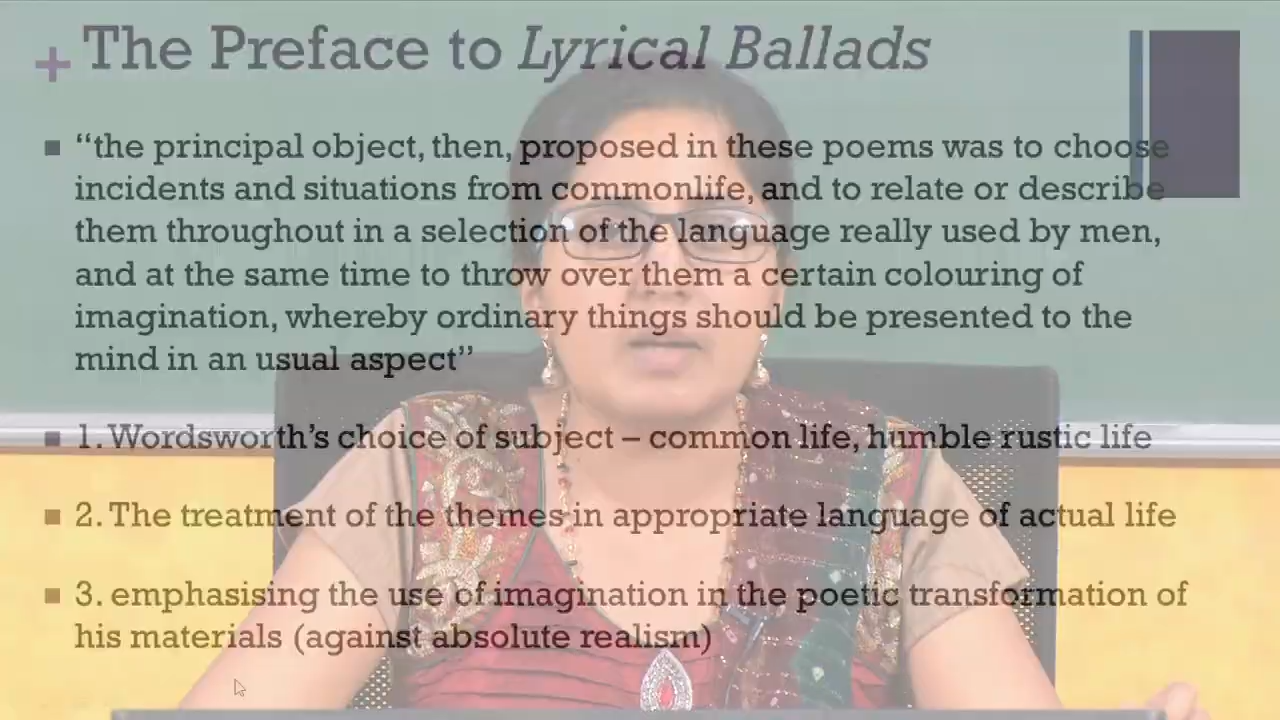 The Preface to Lyrical Ballads
“the principal object, then, proposed in these poems was to choose
incidents and situations from commonlife, and to relate or describe
them throughout in a selection of the language really used by men,
and at the same time to throw over them a certain colouring of
imagination, whereby ordinary things should be presented to the
mind in an usual aspect”
1. Wordsworth’s choice of subject – common life, humble rustic life
2. The treatment of the themes in appropriate language of actual life
3. emphasising the use of imagination in the poetic transformation of
his materials (against absolute realism)